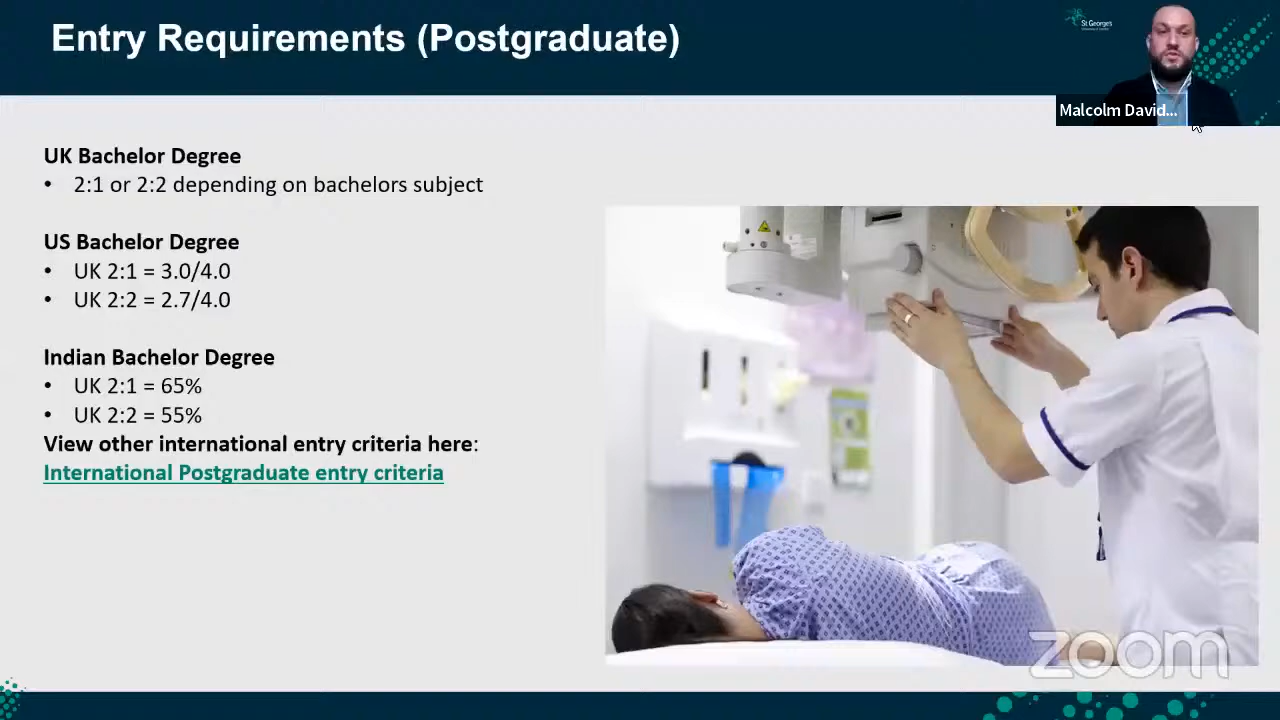 Entry Requirements (Postgraduate)
St George's
Malcolm David...
UK Bachelor Degree
• 2:1 or 2:2 depending on bachelors subject
US Bachelor Degree
• UK 2:1 = 3.0/4.0
• UK 2:2 = 2.7/4.0
Indian Bachelor Degree
• UK 2:1 = 65%
• UK 2:2 = 55%
View other international entry criteria here:
International Postgraduate entry criteria
zoom